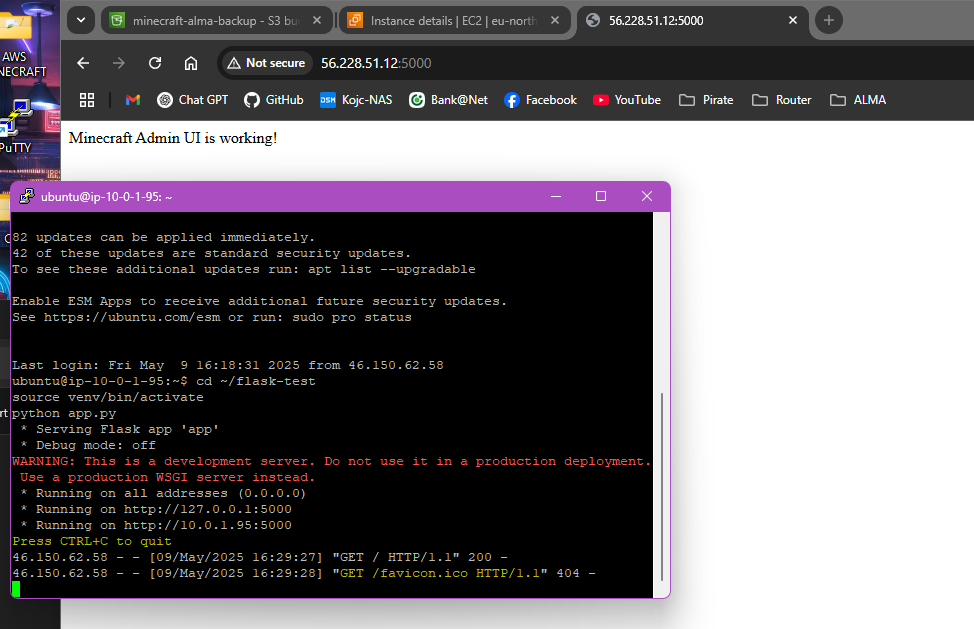 minecraft-alma-backup - S3 bu
Instance details | EC2 | eu-north
56.228.51.12:5000
AWS
NECRAFT
Not secure
56.228.51.12:5000
Chat GPT
GitHub
DSM
Kojc-NAS
Bank@Net
Facebook
YouTube
Pirate
Router
ALMA
Minecraft Admin UI is working!
PuTTY
ubuntu@ip-10-0-1-95: ~
82 updates can be applied immediately.
42 of these updates are standard security updates.
To see these additional updates run: apt list --upgradable
Enable ESM Apps to receive additional future security updates.
See https://ubuntu.com/esm or run: sudo pro status
Last login: Fri May  9 16:18:31 2025 from 46.150.62.58
ubuntu@ip-10-0-1-95:~$ cd ~/flask-test
source venv/bin/activate
python app.py
 * Serving Flask app 'app'
 * Debug mode: off
WARNING: This is a development server. Do not use it in a production deployment.
 Use a production WSGI server instead.
 * Running on all addresses (0.0.0.0)
 * Running on http://127.0.0.1:5000
 * Running on http://10.0.1.95:5000
Press CTRL+C to quit
46.150.62.58 - - [09/May/2025 16:29:27] "GET / HTTP/1.1" 200 -
46.150.62.58 - - [09/May/2025 16:29:28] "GET /favicon.ico HTTP/1.1" 404 -